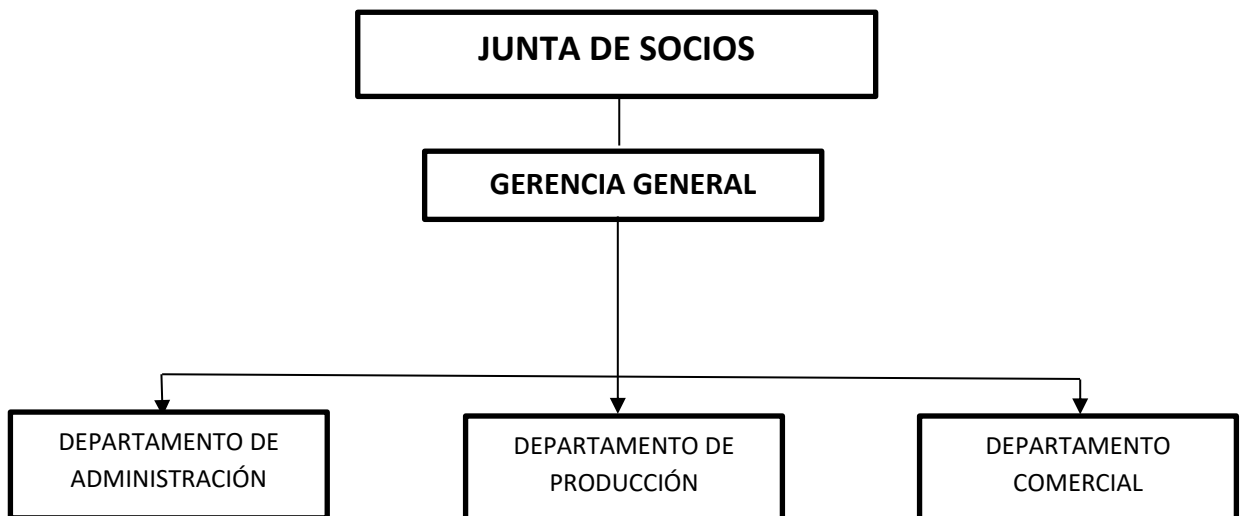 JUNTA DE SOCIOS
GERENCIA GENERAL
DEPARTAMENTO DE
ADMINISTRACIÓN
DEPARTAMENTO DE
PRODUCCIÓN
DEPARTAMENTO
COMERCIAL